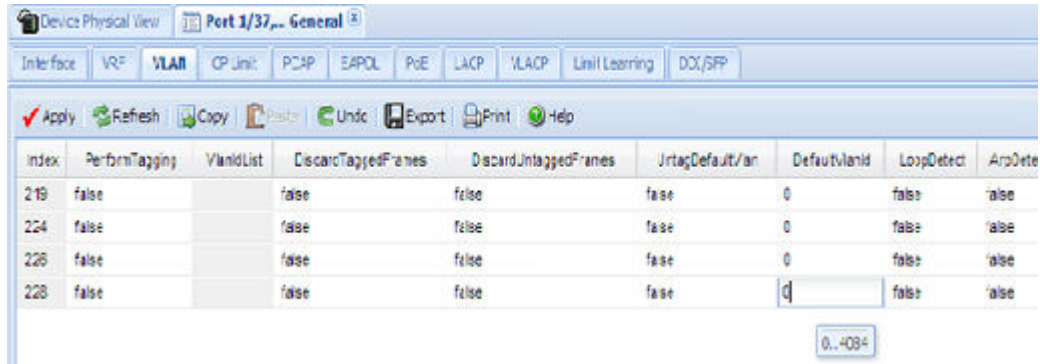 Device Physical View Port 1/37,... General
Interface VRF VLAN CP Limit PCAP EAPOL PoE LACP VLACP Limit Learning DDI/SFP
Apply Refresh Copy Paste Undo Export Print Help
Index PerformTagging VlanIdList DiscardTaggedFrames DiscardUntaggedFrames UntagDefaultVlan DefaultVlanId LoopDetect ArpDete
219 false false false false 0 false false
224 false false false false 0 false false
226 false false false false 0 false false
228 false false false false 0 false false
0..4084